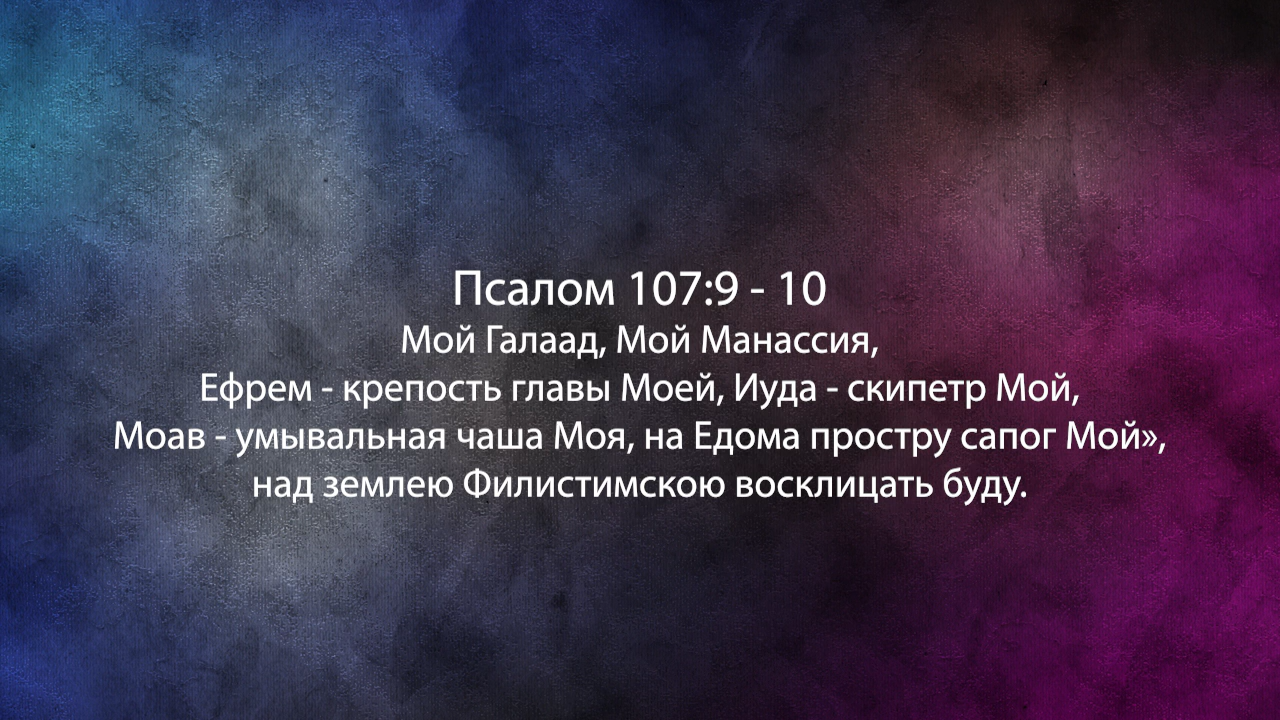 Псалом 107:9 - 10
Мой Галаад, Мой Манассия,
Ефрем - крепость главы Моей, Иуда - скипетр Мой,
Моав - умывальная чаша Моя, на Едома простру сапог Мой»,
над землею Филистимскою восклицать буду.